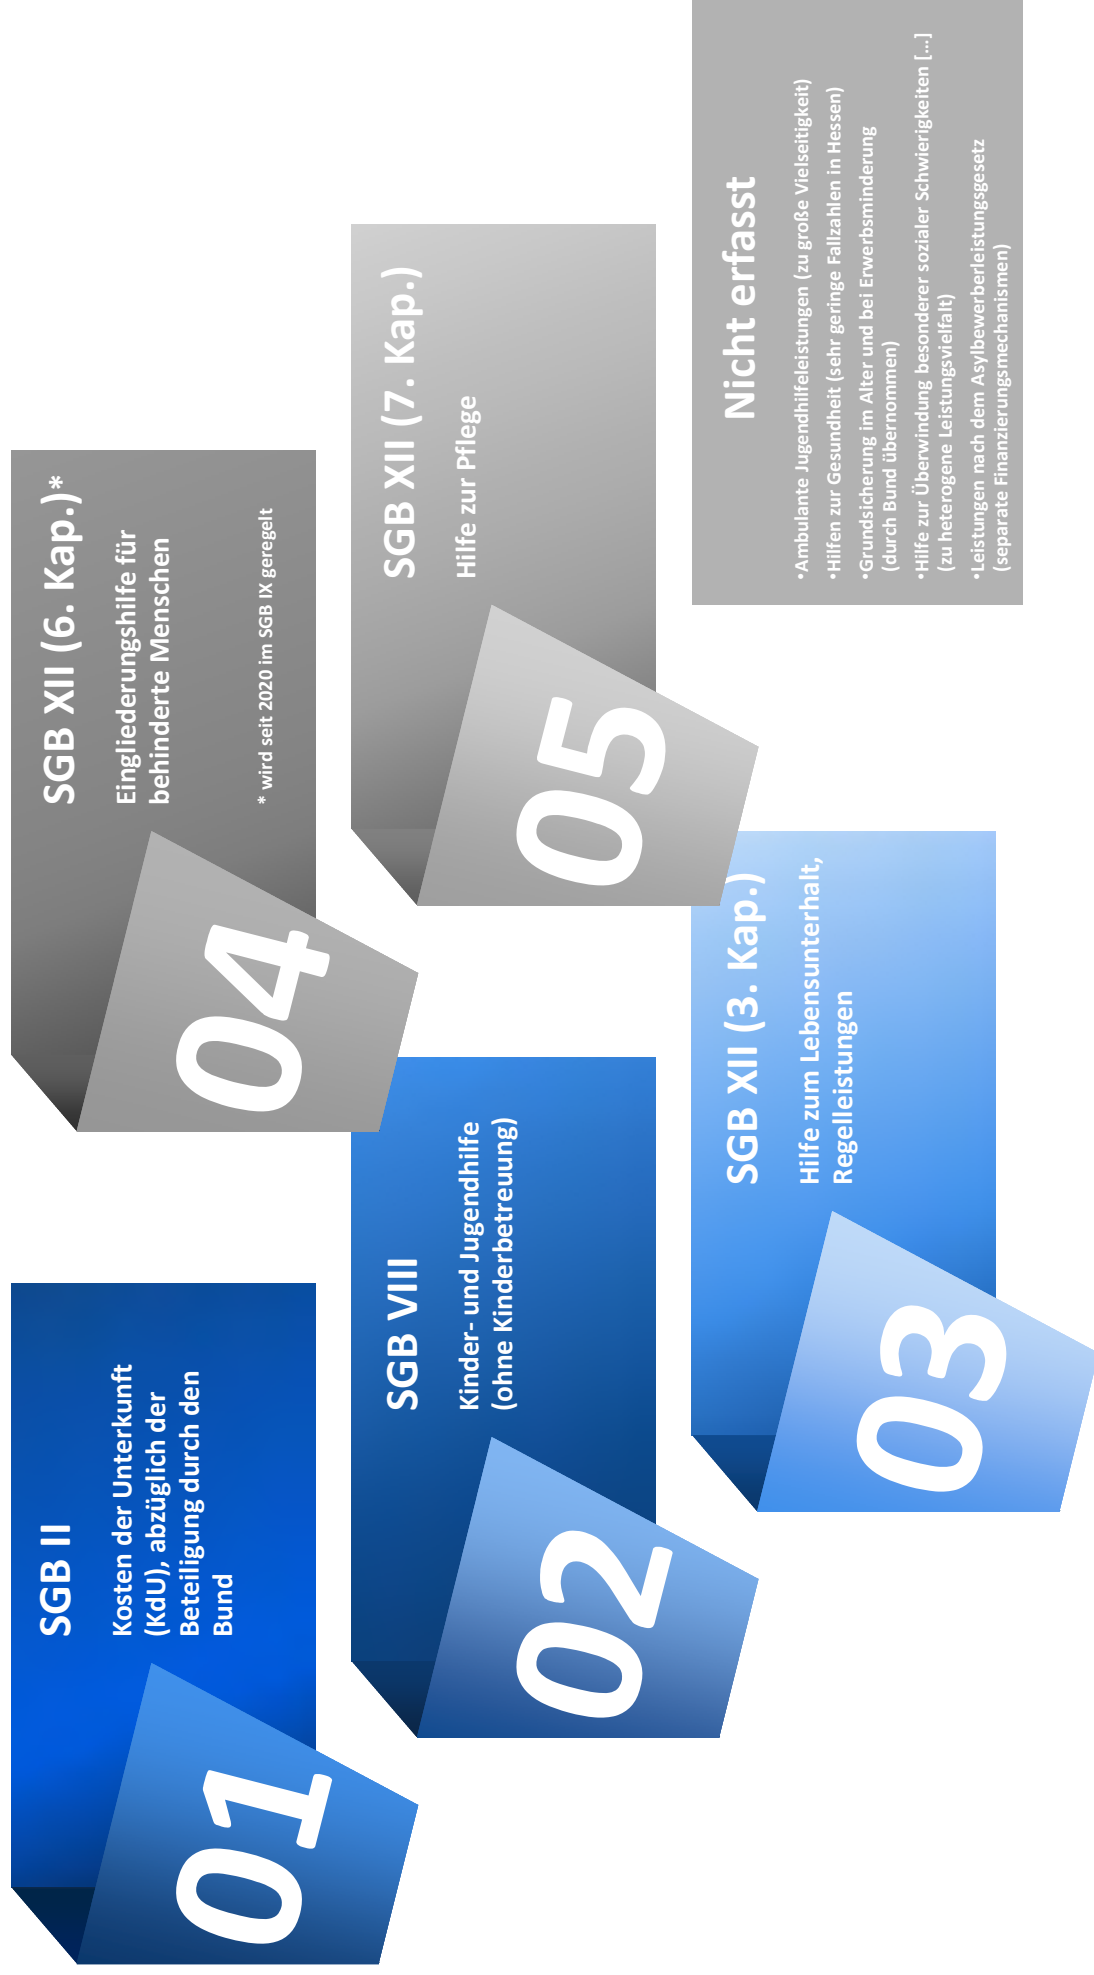 01
SGB II
Kosten der Unterkunft
(KdU), abzüglich der
Beteiligung durch den
Bund
02
SGB VIII
Kinder- und Jugendhilfe
(ohne Kinderbetreuung)
03
SGB XII (3. Kap.)
Hilfe zum Lebensunterhalt,
Regelleistungen
04
SGB XII (6. Kap.)*
Eingliederungshilfe für
behinderte Menschen
* wird seit 2020 im SGB IX geregelt
05
SGB XII (7. Kap.)
Hilfe zur Pflege
Nicht erfasst
•Ambulante Jugendhilfeleistungen (zu große Vielseitigkeit)
•Hilfen zur Gesundheit (sehr geringe Fallzahlen in Hessen)
•Grundsicherung im Alter und bei Erwerbsminderung
(durch Bund übernommen)
•Hilfe zur Überwindung besonderer sozialer Schwierigkeiten [...]
(zu heterogene Leistungsvielfalt)
•Leistungen nach dem Asylbewerberleistungsgesetz
(separate Finanzierungsmechanismen)